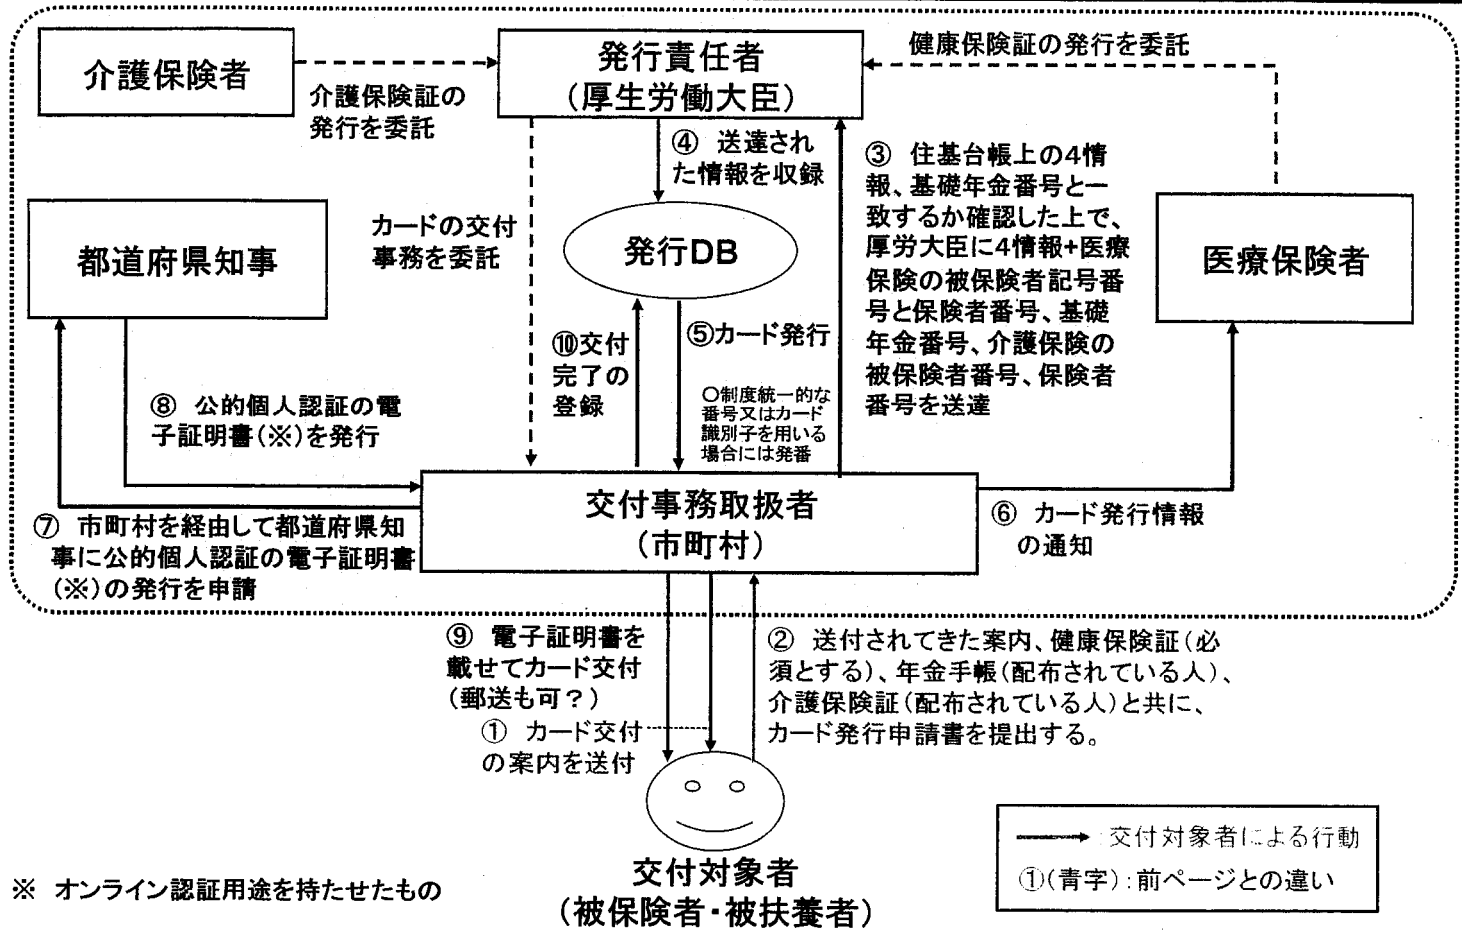 介護保険者
介護保険証の
発行を委託
発行責任者
（厚生労働大臣）
健康保険証の発行を委託
④ 送達され
た情報を収録
③ 住基台帳上の4情
報、基礎年金番号と一
致するか確認した上で、
厚労大臣に4情報+医療
保険の被保険者記号番
号と保険者番号、基礎
年金番号、介護保険の
被保険者番号、保険者
番号を送達
都道府県知事
カードの交付
事務を委託
発行DB
医療保険者
⑩交付
完了の
登録
⑤カード発行
○制度統一的な
番号又はカード
識別子を用いる
場合には発番
⑧ 公的個人認証の電
子証明書(※)を発行
交付事務取扱者
（市町村）
⑦ 市町村を経由して都道府県知
事に公的個人認証の電子証明書
(※)の発行を申請
⑥ カード発行情報
の通知
⑨ 電子証明書を
載せてカード交付
（郵送も可？）
① カード交付
の案内を送付
② 送付されてきた案内、健康保険証（必
須とする）、年金手帳（配布されている人）、
介護保険証（配布されている人）と共に、
カード発行申請書を提出する。
交付対象者
（被保険者・被扶養者）
※ オンライン認証用途を持たせたもの
：交付対象者による行動
①(青字)：前ページとの違い